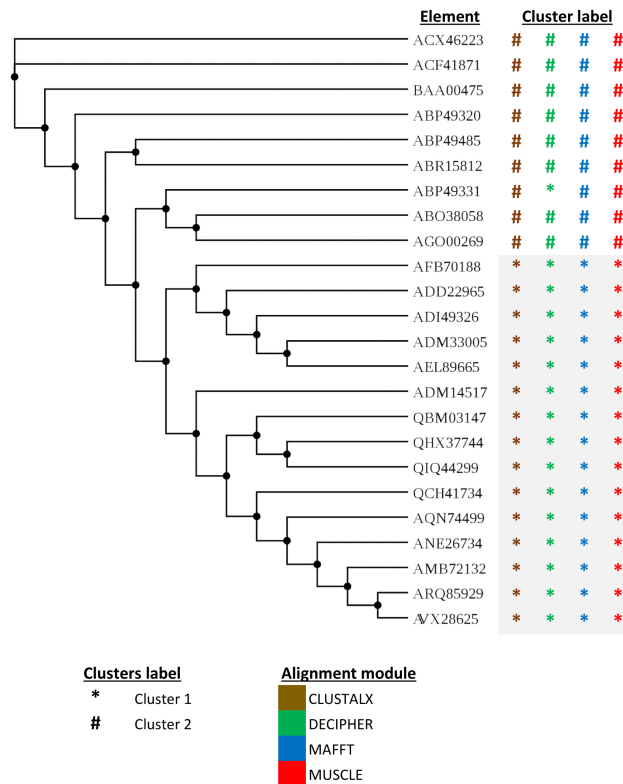 Element Cluster label
ACX46223 # # # #
ACF41871 # # # #
BAA00475 # # # #
ABP49320 # # # #
ABP49485 # # # #
ABR15812 # # # #
ABP49331 # * # #
ABO38058 # # # #
AGO00269 # # # #
AFB70188 * * * *
ADD22965 * * * *
ADI49326 * * * *
ADM33005 * * * *
AEL89665 * * * *
ADM14517 * * * *
QBM03147 * * * *
QHX37744 * * * *
QIQ44299 * * * *
QCH41734 * * * *
AQN74499 * * * *
ANE26734 * * * *
AMB72132 * * * *
ARQ85929 * * * *
AVX28625 * * * *
Clusters label
* Cluster 1
# Cluster 2
Alignment module
CLUSTALX
DECIPHER
MAFFT
MUSCLE